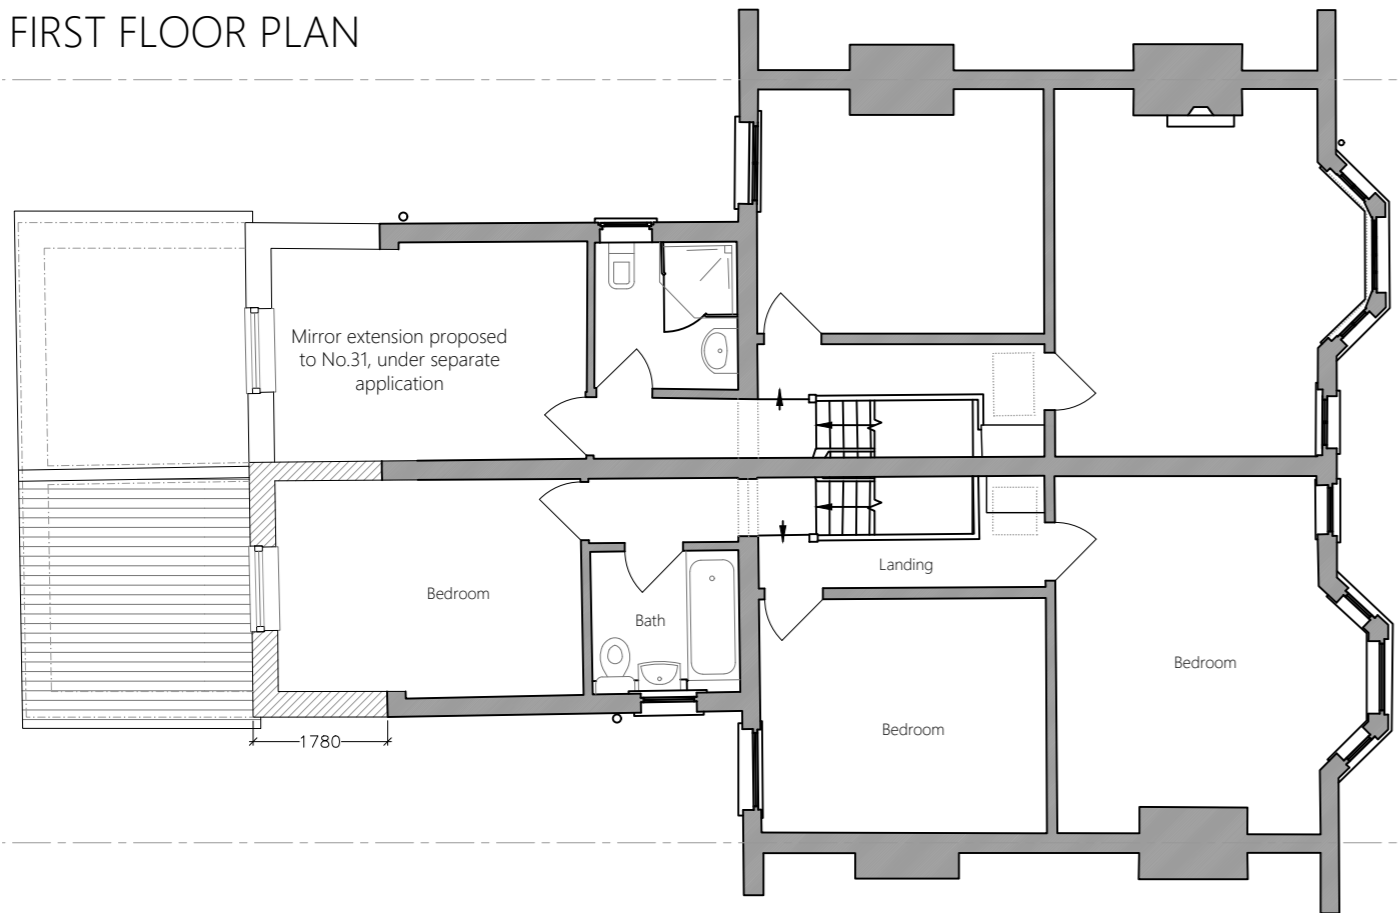 FIRST FLOOR PLAN
Mirror extension proposed
to No.31, under separate
application
Landing
Bedroom
Bath
Bedroom
Bedroom
1780